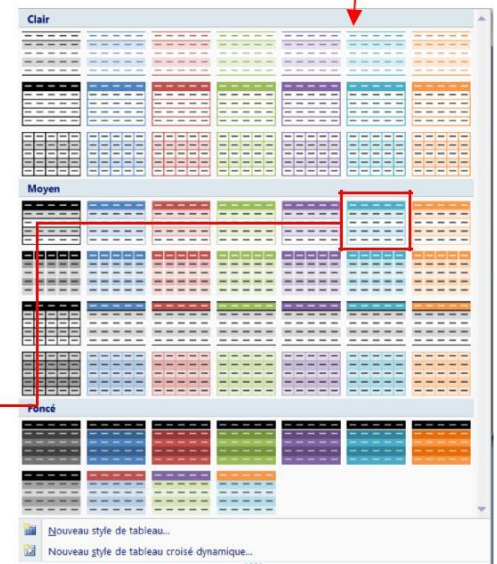 Clair
Moyen
Foncé
Nouveau style de tableau...
Nouveau style de tableau croisé dynamique...